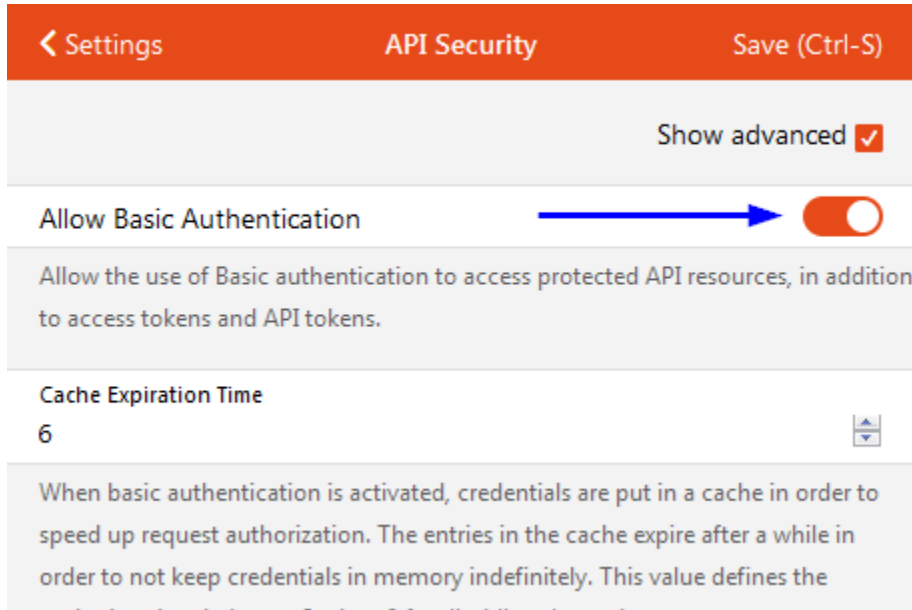 Settings
API Security
Save (Ctrl-S)
Show advanced
Allow Basic Authentication
Allow the use of Basic authentication to access protected API resources, in addition
to access tokens and API tokens.
Cache Expiration Time
6
When basic authentication is activated, credentials are put in a cache in order to
speed up request authorization. The entries in the cache expire after a while in
order to not keep credentials in memory indefinitely. This value defines the